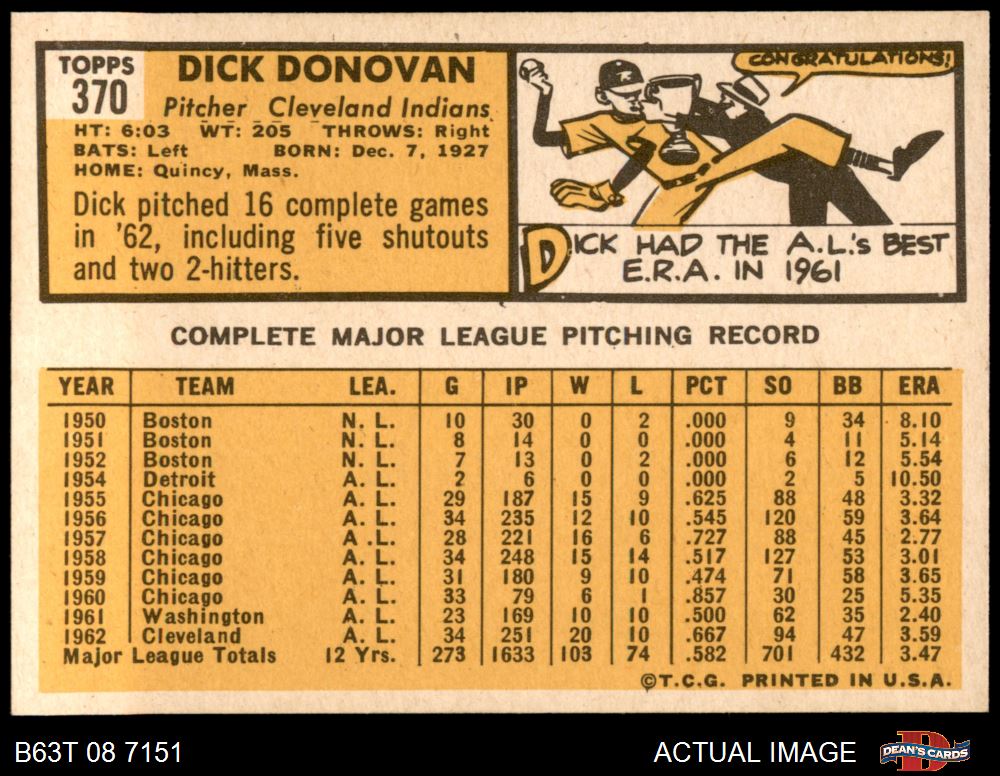 TOPPS
370
DICK DONOVAN
Pitcher Cleveland Indians
HT: 6:03 WT: 205 THROWS: Right
BATS: Left BORN: Dec. 7, 1927
HOME: Quincy, Mass.
Dick pitched 16 complete games
in '62, including five shutouts
and two 2-hitters.
CONGRATULATIONS!
DICK HAD THE A.L.'s BEST
E.R.A. IN 1961
COMPLETE MAJOR LEAGUE PITCHING RECORD
YEAR TEAM LEA. G IP W L PCT SO BB ERA
1950 Boston N. L. 10 30 0 2 .000 9 34 8.10
1951 Boston N. L. 8 14 0 0 .000 4 11 5.14
1952 Boston N. L. 7 13 0 2 .000 6 12 5.54
1954 Detroit A. L. 2 6 0 0 .000 2 5 10.50
1955 Chicago A. L. 29 187 15 9 .625 88 48 3.32
1956 Chicago A. L. 34 235 12 10 .545 120 59 3.64
1957 Chicago A .L. 28 221 16 6 .727 88 45 2.77
1958 Chicago A. L. 34 248 15 14 .517 127 53 3.01
1959 Chicago A. L. 31 180 9 10 .474 71 58 3.65
1960 Chicago A. L. 33 79 6 1 .857 30 25 5.35
1961 Washington A. L. 23 169 10 10 .500 62 35 2.40
1962 Cleveland A. L. 34 251 20 10 .667 94 47 3.59
Major League Totals 12 Yrs. 273 1633 103 74 .582 701 432 3.47
©T.C.G. PRINTED IN U.S.A.
B63T 08 7151 ACTUAL IMAGE DEAN'S CARDS